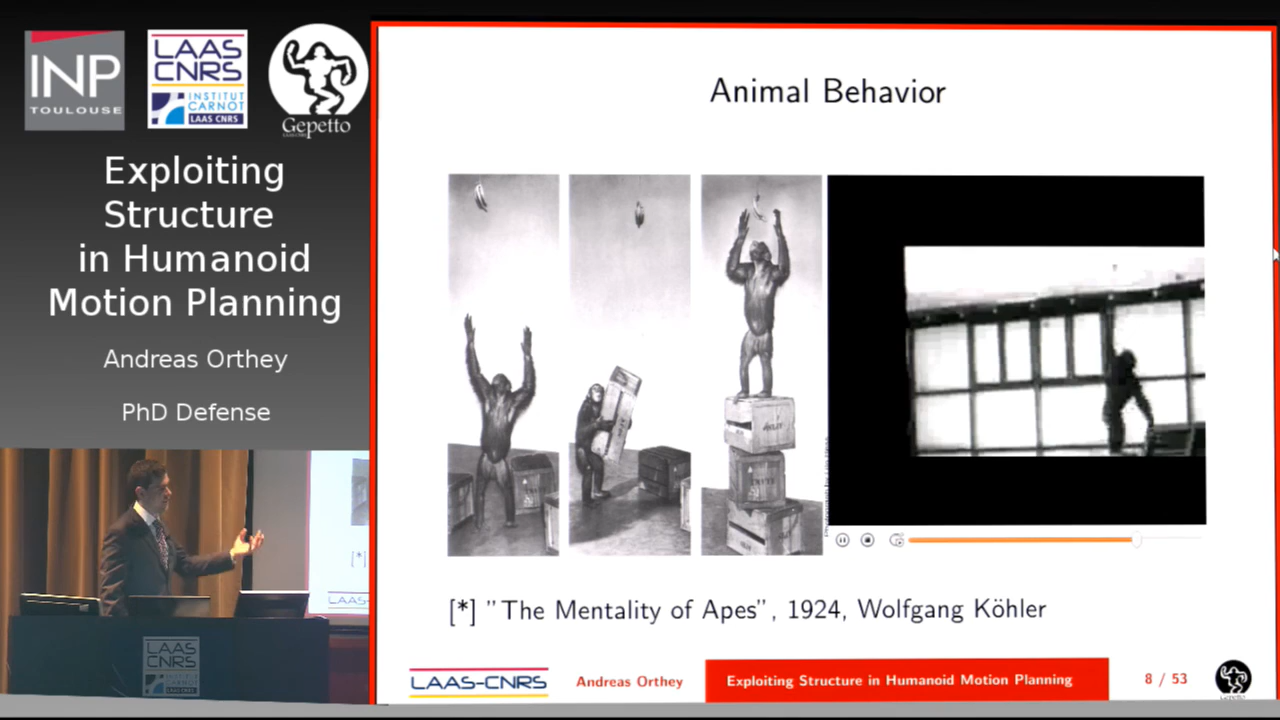 INP
TOULOUSE
LAAS
CNRS
INSTITUT
CARNOT
LAAS CNRS
Gepetto
Exploiting
Structure
in Humanoid
Motion Planning
Andreas Orthey
PhD Defense
LAAS
CNRS
[*]
Animal Behavior
[*] "The Mentality of Apes", 1924, Wolfgang Köhler
LAAS-CNRS
Andreas Orthey
Exploiting Structure in Humanoid Motion Planning
8 / 53
Gepetto